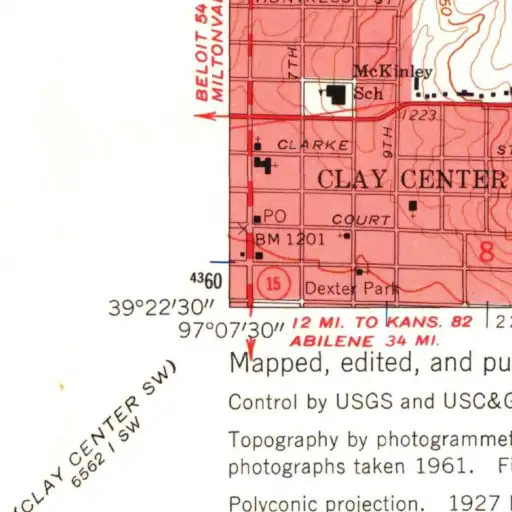 BELOIT 54
MILTONVAL
7TH
McKinley
Sch
1223
9TH
CLARKE
ST
CLAY CENTER
PO
COURT
BM 1201
8
4360
15
Dexter Park
39°22'30"
97°07'30"
12 MI. TO KANS. 82
ABILENE 34 MI.
Mapped, edited, and pu
Control by USGS and USC&G
Topography by photogrammet
photographs taken 1961. Fi
Polyconic projection. 1927
(CLAY CENTER SW)
6562 I SW